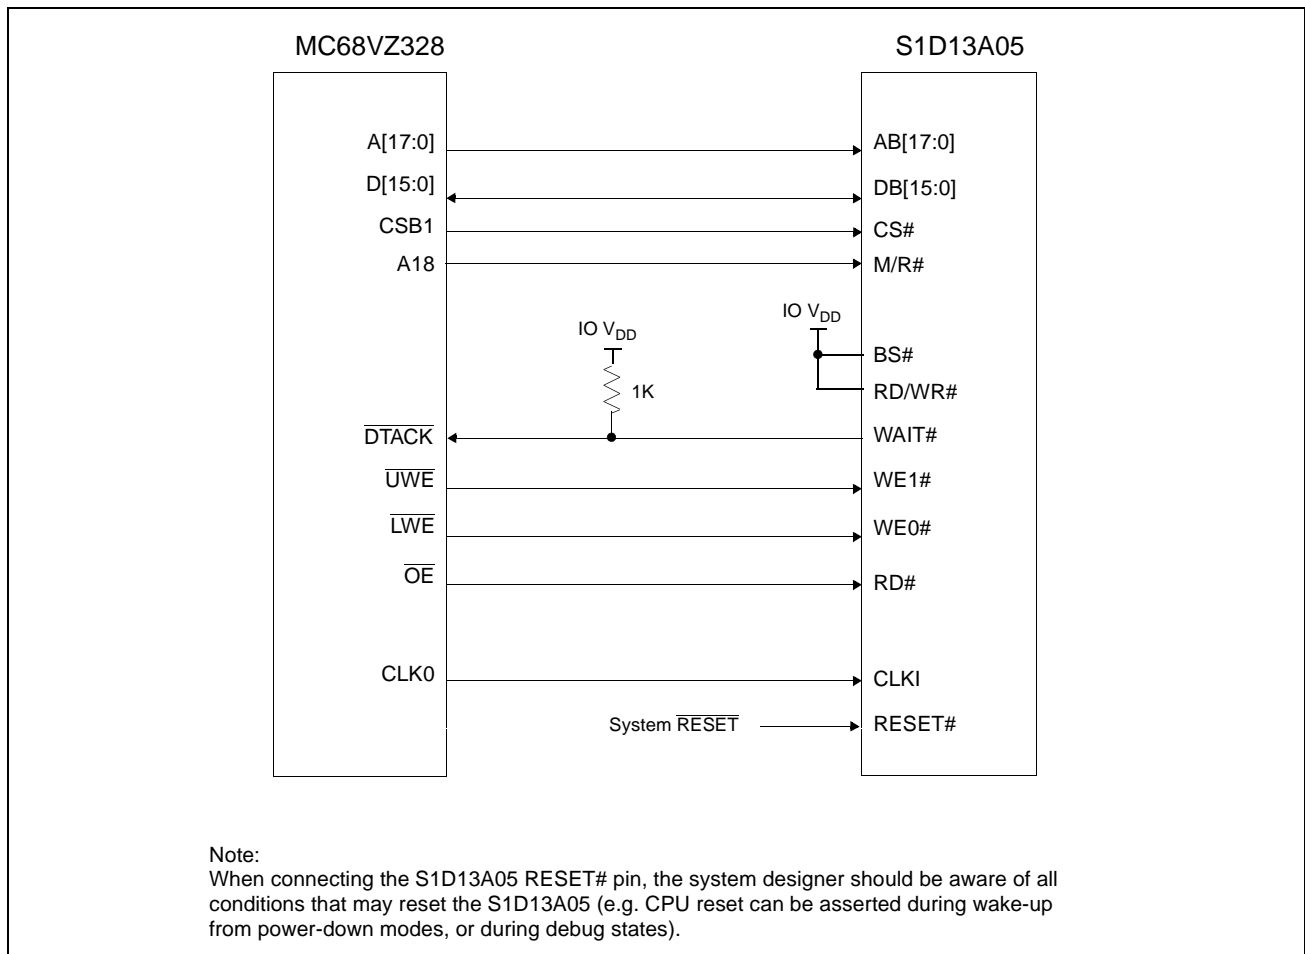 MC68VZ328 S1D13A05
A[17:0] AB[17:0]
D[15:0] DB[15:0]
CSB1 CS#
A18 M/R#
IO VDD
IO VDD
BS#
1K RD/WR#
DTACK WAIT#
UWE WE1#
LWE WE0#
OE RD#
CLK0 CLKI
System RESET RESET#
Note:
When connecting the S1D13A05 RESET# pin, the system designer should be aware of all
conditions that may reset the S1D13A05 (e.g. CPU reset can be asserted during wake-up
from power-down modes, or during debug states).